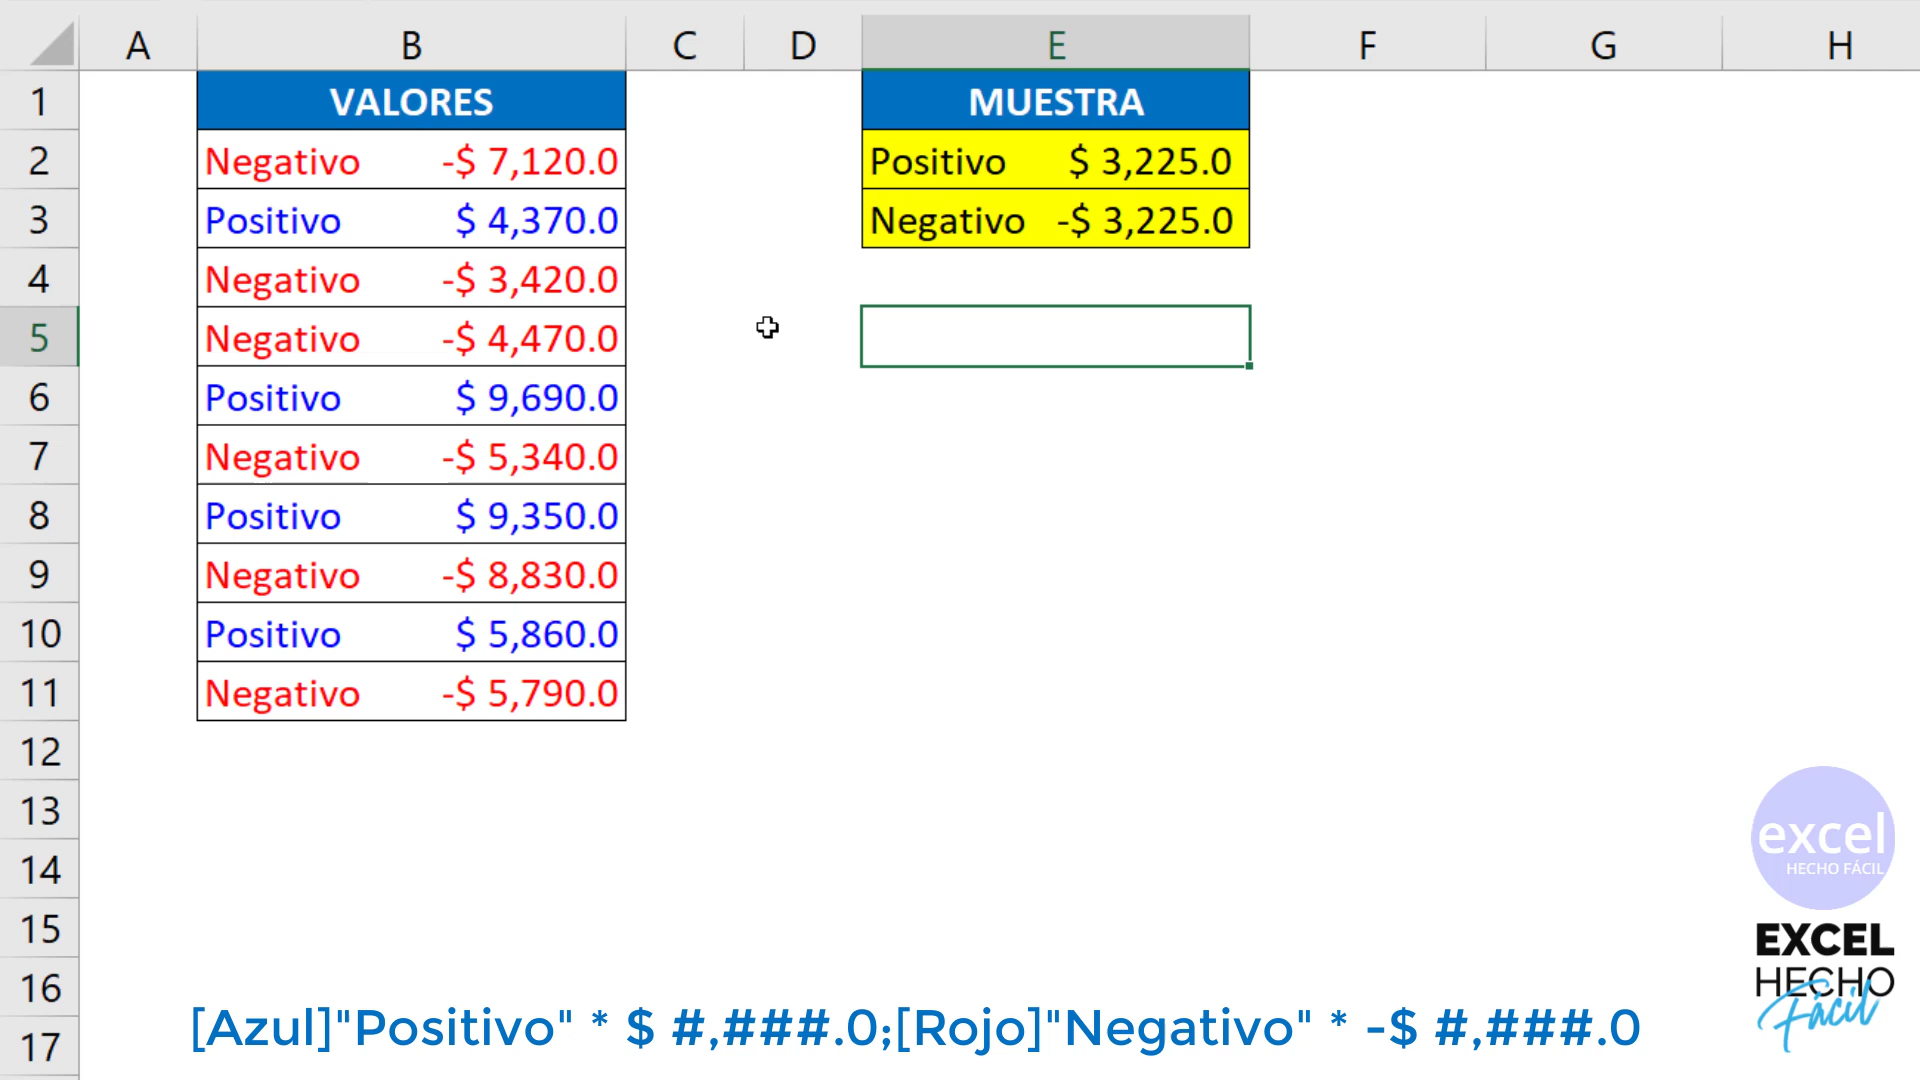 A B C D E F G H
1 VALORES MUESTRA
2 Negativo -$ 7,120.0 Positivo $ 3,225.0
3 Positivo $ 4,370.0 Negativo -$ 3,225.0
4 Negativo -$ 3,420.0
5 Negativo -$ 4,470.0
6 Positivo $ 9,690.0
7 Negativo -$ 5,340.0
8 Positivo $ 9,350.0
9 Negativo -$ 8,830.0
10 Positivo $ 5,860.0
11 Negativo -$ 5,790.0
12
13
14
15
16
17
excel
HECHO FÁCIL
EXCEL
HECHO
Fácil
[Azul]"Positivo" * $ #,###.0;[Rojo]"Negativo" * -$ #,###.0